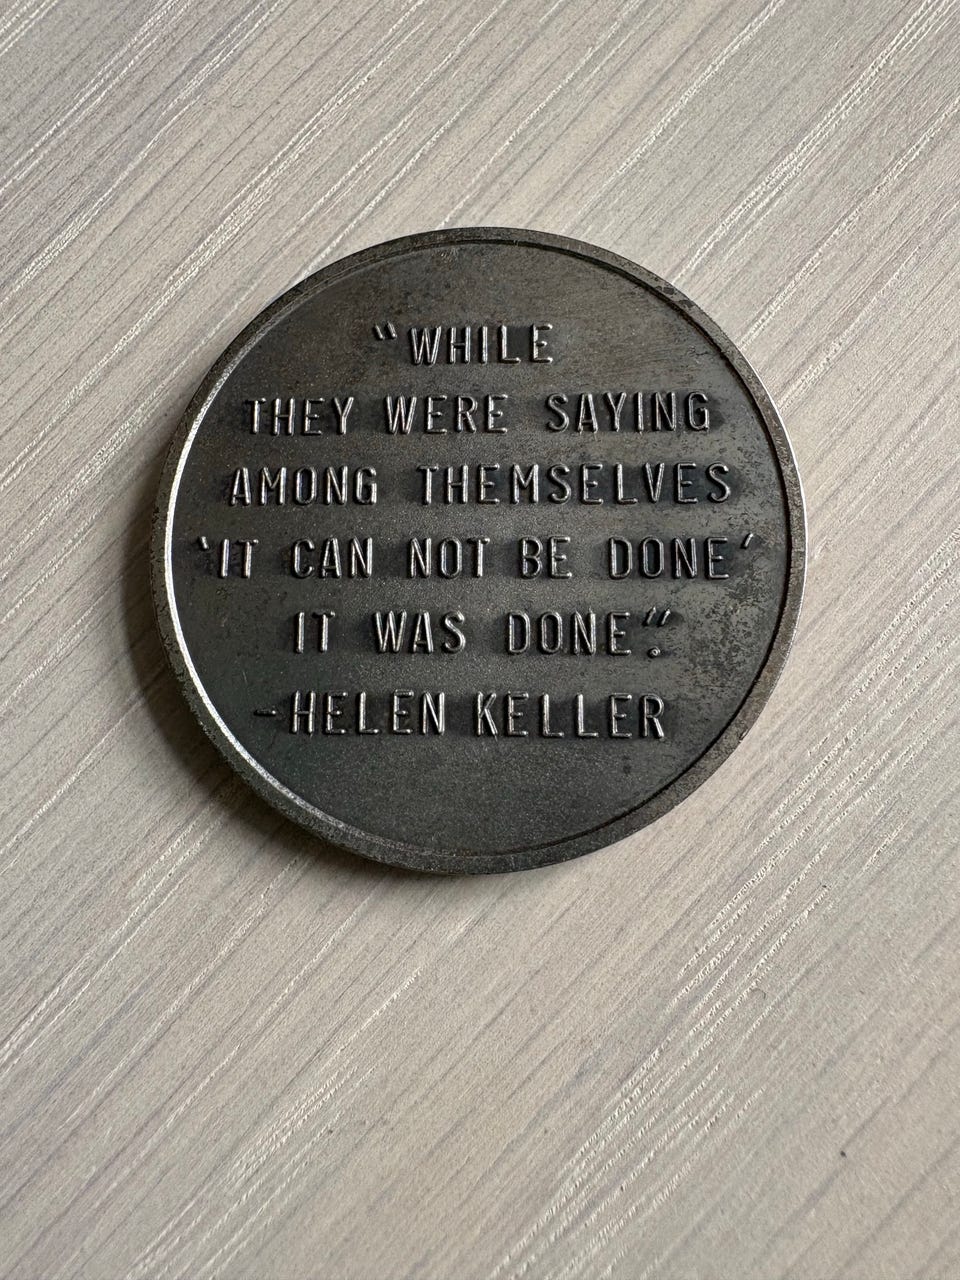 “WHILE
THEY WERE SAYING
AMONG THEMSELVES
‘IT CAN NOT BE DONE’
IT WAS DONE”.
-HELEN KELLER